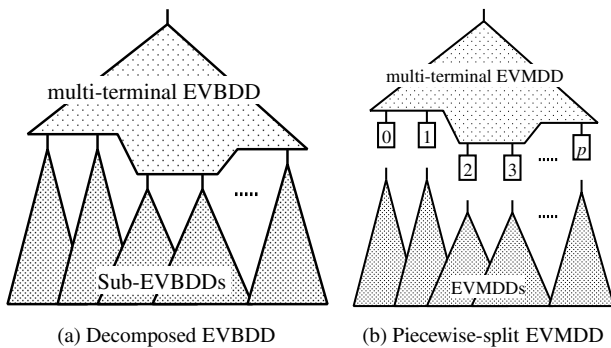 multi-terminal EVBDD
Sub-EVBDDs
(a) Decomposed EVBDD
multi-terminal EVMDD
0
1
2
3
p
EVMDDs
(b) Piecewise-split EVMDD